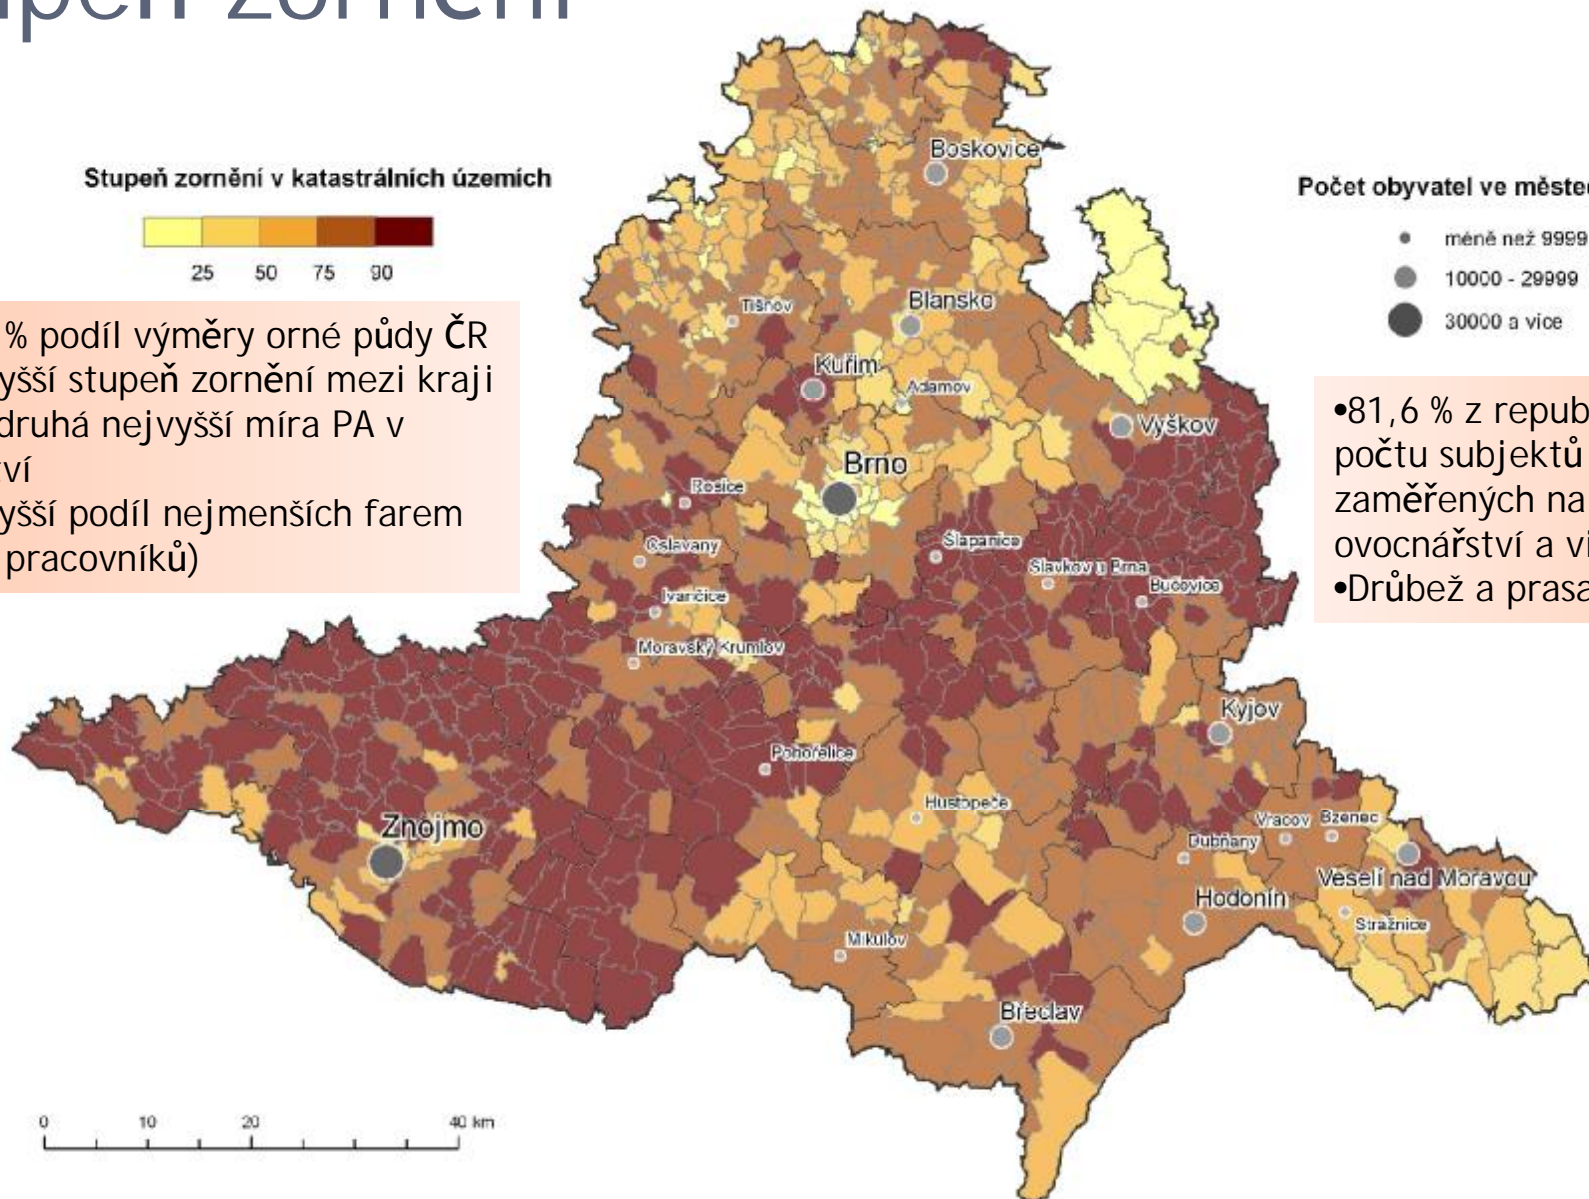 upeň zornění
Stupeň zornění v katastrálních územích
25 50 75 90
% podíl výměry orné půdy ČR
yšší stupeň zornění mezi kraji
druhá nejvyšší míra PA v
tví
yšší podíl nejmenších farem
pracovníků)
Počet obyvatel ve městec
méně než 9999
10000 - 29999
30000 a více
•81,6 % z repub
počtu subjektů
zaměřených na
ovocnářství a vi
•Drůbež a prasa
Boskovice
Tišnov
Blansko
Kuřim
Adamov
Vyškov
Brno
Rosice
Oslavany
Šlapanice
Slavkov u Brna
Bučovice
Ivančice
Moravský Krumlov
Kyjov
Pohořelice
Hustopeče
Vracov
Bzenec
Znojmo
Dubňany
Veselí nad Moravou
Hodonín
Strážnice
Mikulov
Břeclav
0 10 20 40 km